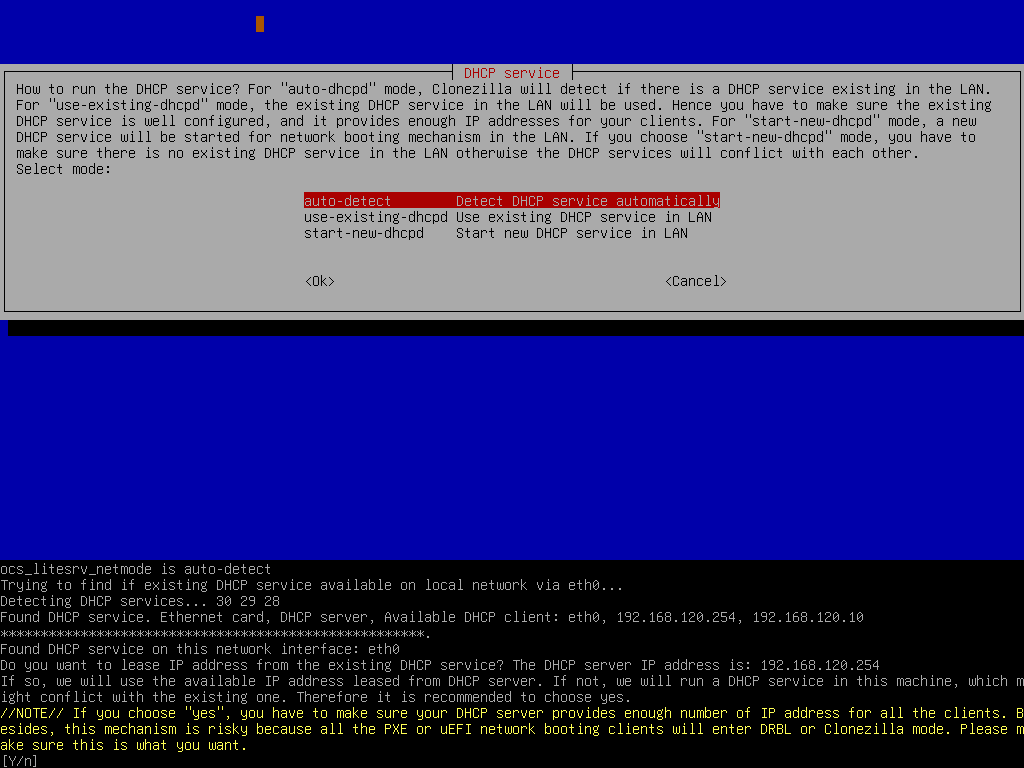 DHCP service
How to run the DHCP service? For "auto-dhcpd" mode, Clonezilla will detect if there is a DHCP service existing in the LAN.
For "use-existing-dhcpd" mode, the existing DHCP service in the LAN will be used. Hence you have to make sure the existing
DHCP service is well configured, and it provides enough IP addresses for your clients. For "start-new-dhcpd" mode, a new
DHCP service will be started for network booting mechanism in the LAN. If you choose "start-new-dhcpd" mode, you have to
make sure there is no existing DHCP service in the LAN otherwise the DHCP services will conflict with each other.
Select mode:
auto-detect Detect DHCP service automatically
use-existing-dhcpd Use existing DHCP service in LAN
start-new-dhcpd Start new DHCP service in LAN
<Ok> <Cancel>
ocs_litesrv_netmode is auto-detect
Trying to find if existing DHCP service available on local network via eth0...
Detecting DHCP services... 30 29 28
Found DHCP service. Ethernet card, DHCP server, Available DHCP client: eth0, 192.168.120.254, 192.168.120.10
*****************************************************.
Found DHCP service on this network interface: eth0
Do you want to lease IP address from the existing DHCP service? The DHCP server IP address is: 192.168.120.254
If so, we will use the available IP address leased from DHCP server. If not, we will run a DHCP service in this machine, which m
ight conflict with the existing one. Therefore it is recommended to choose yes.
//NOTE// If you choose "yes", you have to make sure your DHCP server provides enough number of IP address for all the clients. B
esides, this mechanism is risky because all the PXE or uEFI network booting clients will enter DRBL or Clonezilla mode. Please m
ake sure this is what you want.
[Y/n]